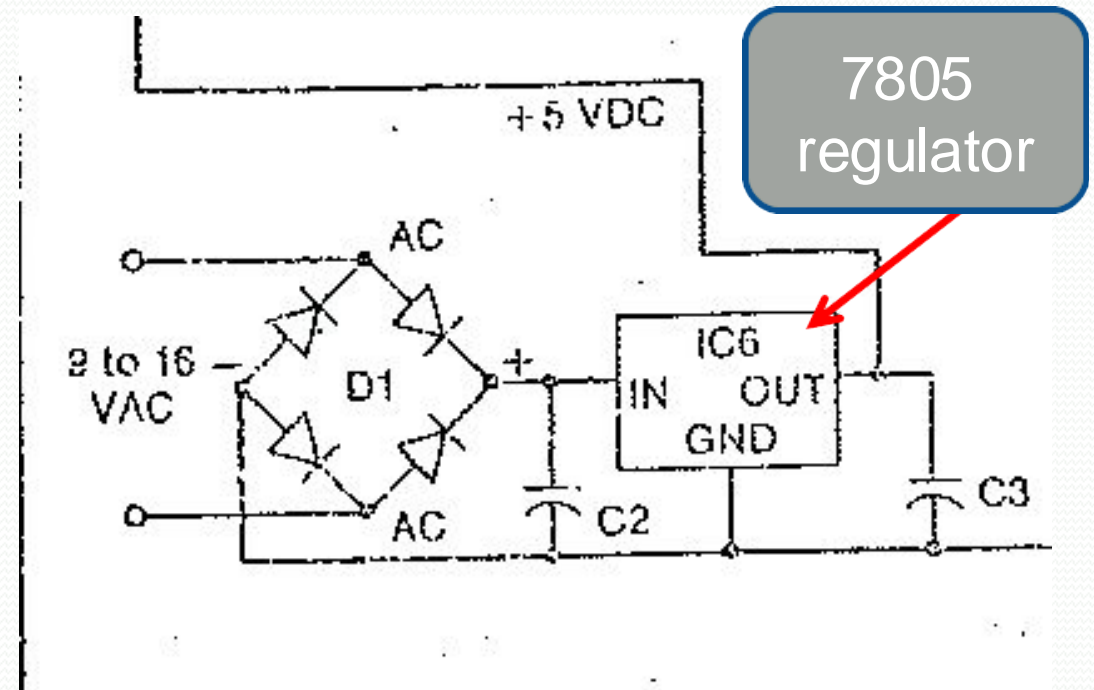 7805
regulator
+5 VDC
AC
9 to 16
VAC
-
D1
+
IC6
IN
OUT
GND
C2
C3
AC